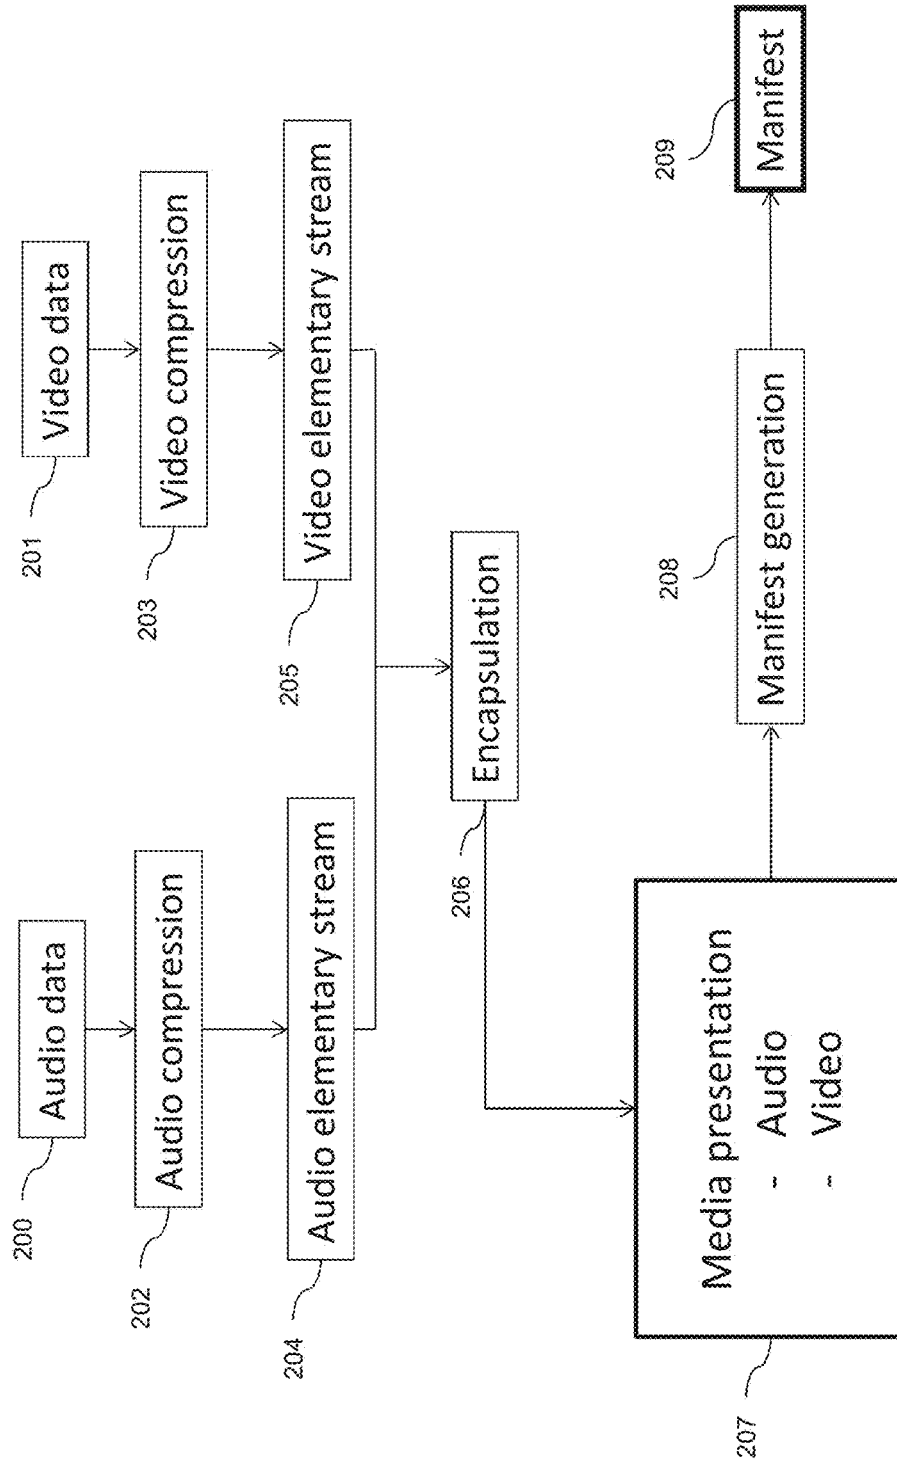 Audio data
200
Video data
201
Audio compression
202
Video compression
203
Audio elementary stream
204
Video elementary stream
205
Encapsulation
206
Media presentation
- Audio
- Video
207
Manifest generation
208
Manifest
209